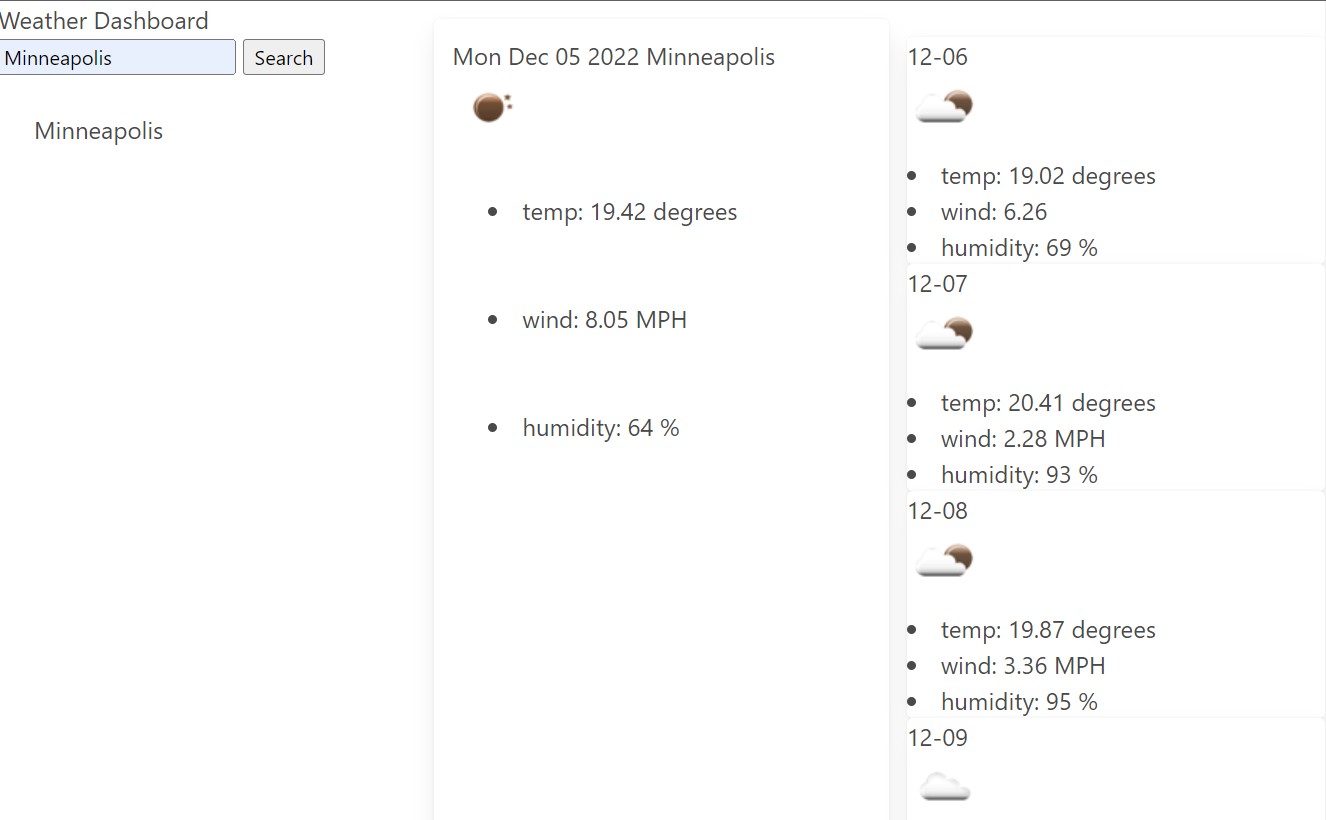 Weather Dashboard
Minneapolis
Search
Minneapolis
Mon Dec 05 2022 Minneapolis
temp: 19.42 degrees
wind: 8.05 MPH
humidity: 64 %
12-06
temp: 19.02 degrees
wind: 6.26
humidity: 69 %
12-07
temp: 20.41 degrees
wind: 2.28 MPH
humidity: 93 %
12-08
temp: 19.87 degrees
wind: 3.36 MPH
humidity: 95 %
12-09